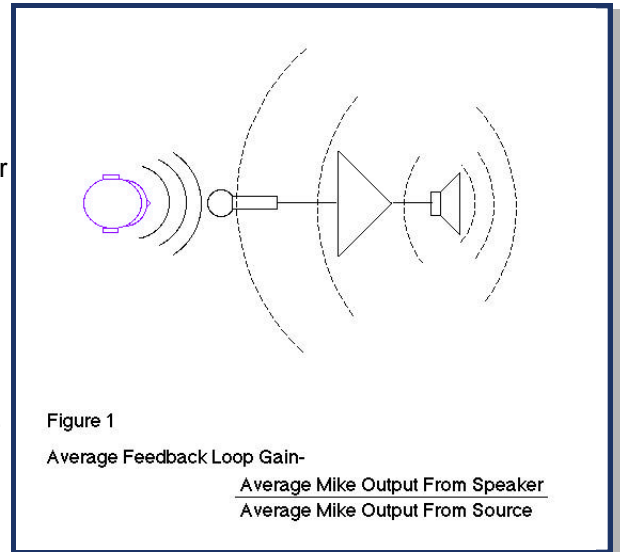 r
Figure 1
Average Feedback Loop Gain-
Average Mike Output From Speaker
Average Mike Output From Source